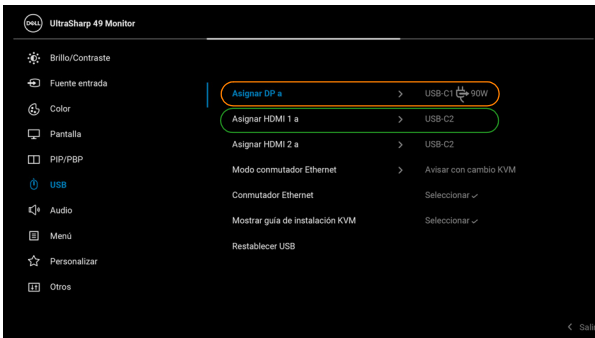 DELL UltraSharp 49 Monitor
Brillo/Contraste
Fuente entrada
Color
Pantalla
PIP/PBP
USB
Audio
Menú
Personalizar
Otros
Asignar DP a > USB-C1 90W
Asignar HDMI 1 a USB-C2
Asignar HDMI 2 a USB-C2
Modo conmutador Ethernet > Avisar con cambio KVM
Conmutador Ethernet Seleccionar ✓
Mostrar guía de instalación KVM Seleccionar ✓
Restablecer USB
< Sali